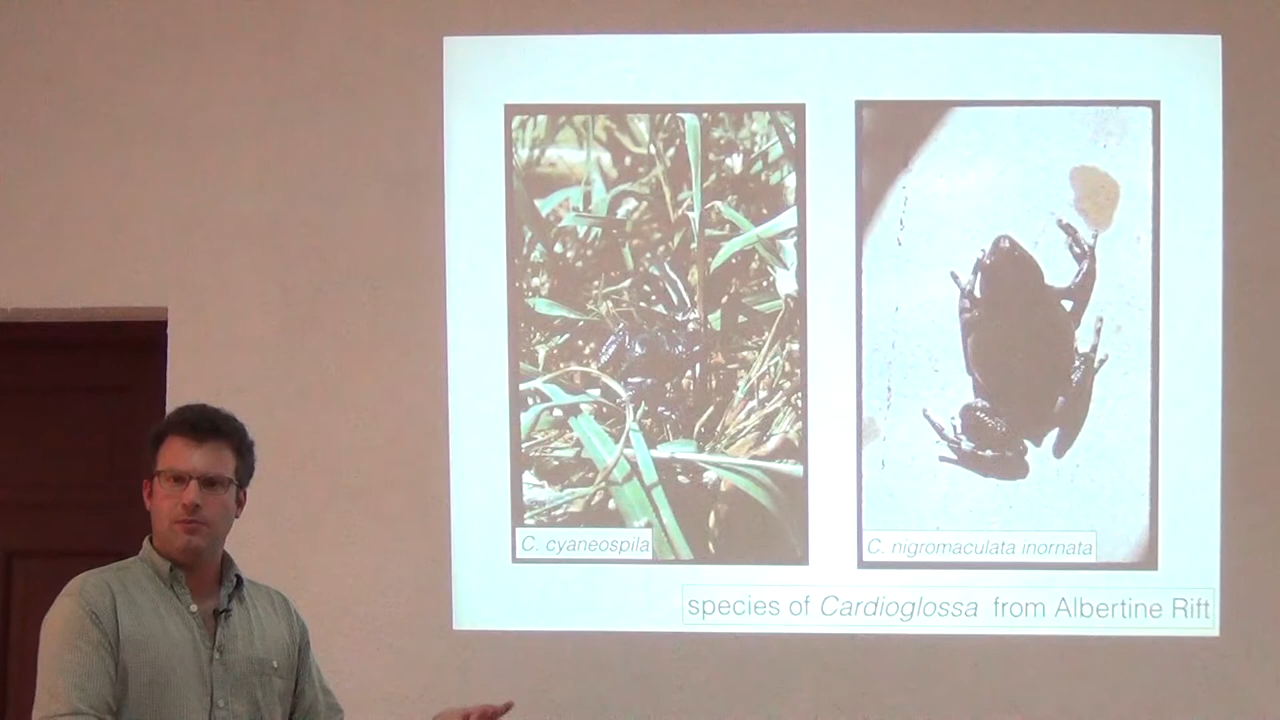 C. cyaneospila
C. nigromaculata inornata
species of Cardioglossa from Albertine Rift